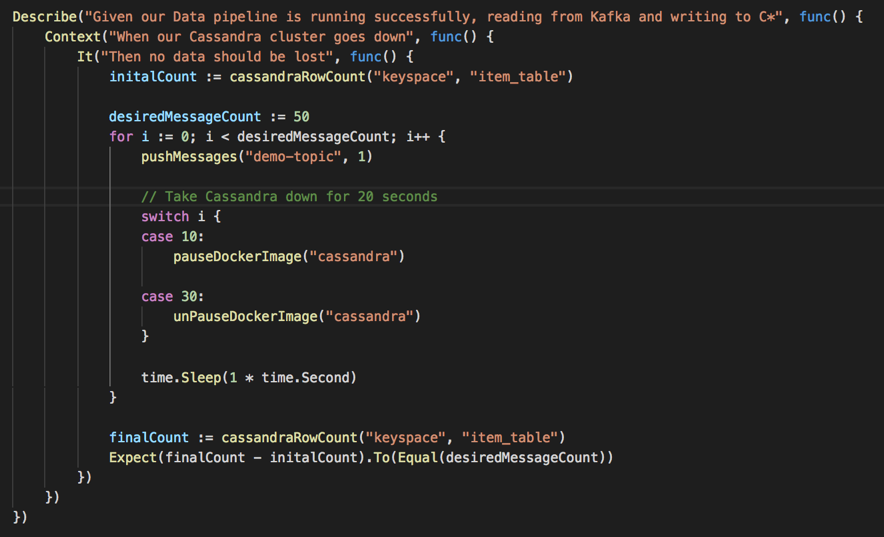 Describe("Given our Data pipeline is running successfully, reading from Kafka and writing to C*", func() {
    Context("When our Cassandra cluster goes down", func() {
        It("Then no data should be lost", func() {
            initalCount := cassandraRowCount("keyspace", "item_table")

            desiredMessageCount := 50
            for i := 0; i < desiredMessageCount; i++ {
                pushMessages("demo-topic", 1)

                // Take Cassandra down for 20 seconds
                switch i {
                case 10:
                    pauseDockerImage("cassandra")

                case 30:
                    unPauseDockerImage("cassandra")
                }

                time.Sleep(1 * time.Second)
            }

            finalCount := cassandraRowCount("keyspace", "item_table")
            Expect(finalCount - initalCount).To(Equal(desiredMessageCount))
        })
    })
})